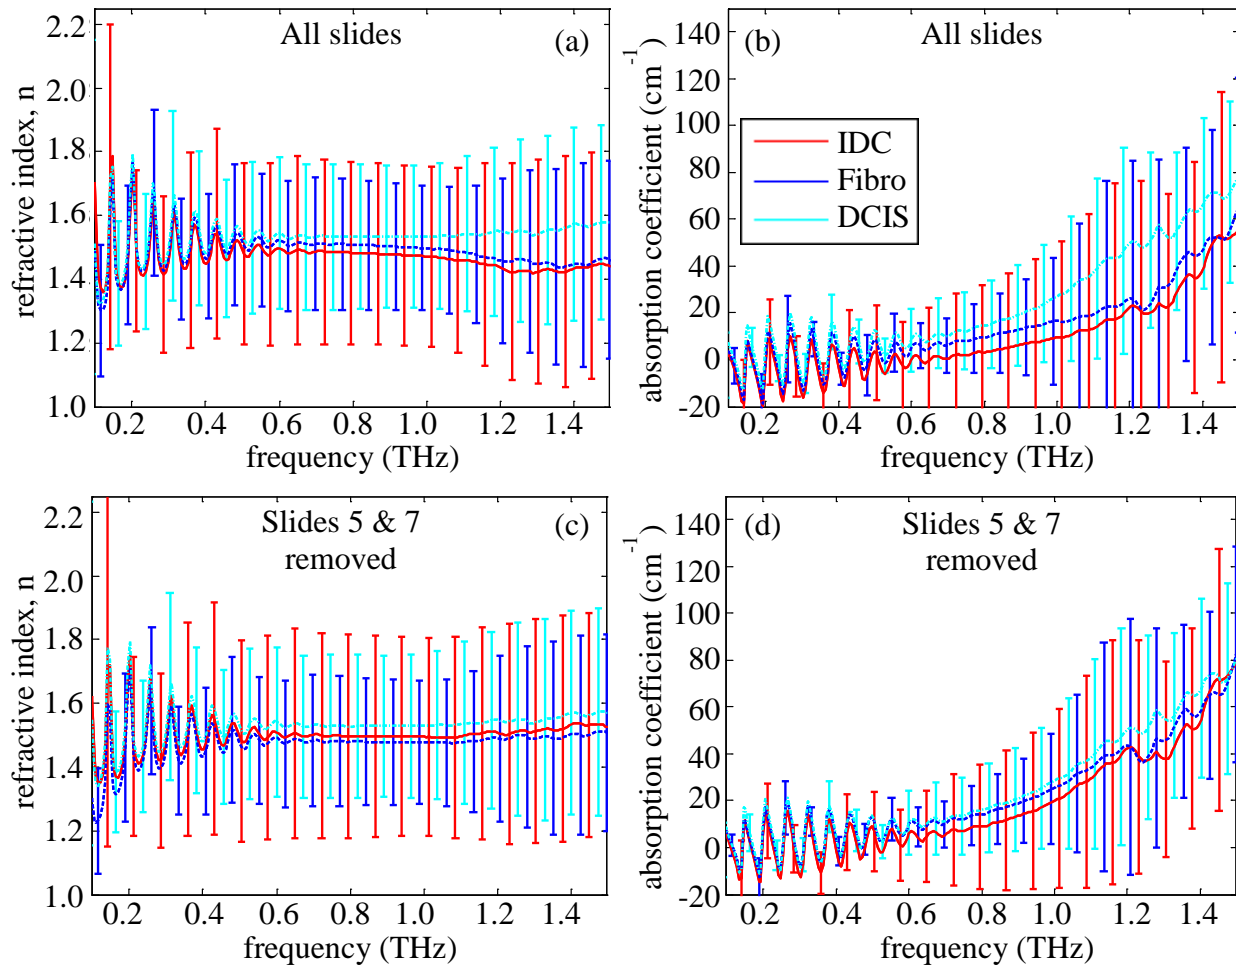 All slides
(a)
refractive index, n
2.2
2.0
1.8
1.6
1.4
1.2
1.0
0.2 0.4 0.6 0.8 1.0 1.2 1.4
frequency (THz)
(b)
All slides
absorption coefficient (cm⁻¹)
140
120
100
80
60
40
20
0
-20
IDC
Fibro
DCIS
0.2 0.4 0.6 0.8 1.0 1.2 1.4
frequency (THz)
Slides 5 & 7
removed
(c)
refractive index, n
2.2
2.0
1.8
1.6
1.4
1.2
1.0
0.2 0.4 0.6 0.8 1.0 1.2 1.4
frequency (THz)
(d)
Slides 5 & 7
removed
absorption coefficient (cm⁻¹)
140
120
100
80
60
40
20
0
-20
0.2 0.4 0.6 0.8 1.0 1.2 1.4
frequency (THz)